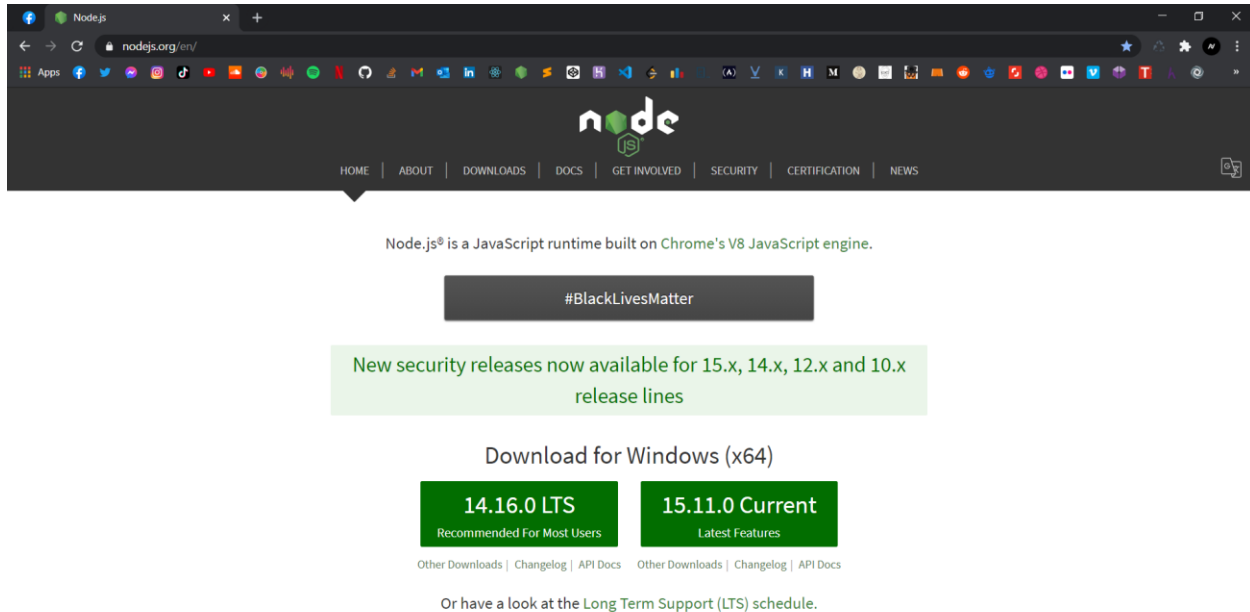 Node.js
nodejs.org/en/
Apps
node
JS
HOME | ABOUT | DOWNLOADS | DOCS | GET INVOLVED | SECURITY | CERTIFICATION | NEWS
Node.js® is a JavaScript runtime built on Chrome's V8 JavaScript engine.
#BlackLivesMatter
New security releases now available for 15.x, 14.x, 12.x and 10.x
release lines
Download for Windows (x64)
14.16.0 LTS
Recommended For Most Users
15.11.0 Current
Latest Features
Other Downloads | Changelog | API Docs
Other Downloads | Changelog | API Docs
Or have a look at the Long Term Support (LTS) schedule.